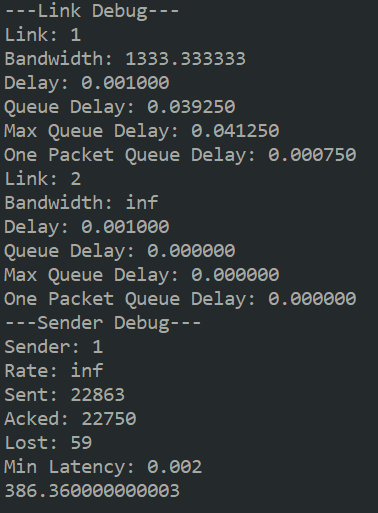 ---Link Debug---
Link: 1
Bandwidth: 1333.333333
Delay: 0.001000
Queue Delay: 0.039250
Max Queue Delay: 0.041250
One Packet Queue Delay: 0.000750
Link: 2
Bandwidth: inf
Delay: 0.001000
Queue Delay: 0.000000
Max Queue Delay: 0.000000
One Packet Queue Delay: 0.000000
---Sender Debug---
Sender: 1
Rate: inf
Sent: 22863
Acked: 22750
Lost: 59
Min Latency: 0.002
386.360000000003